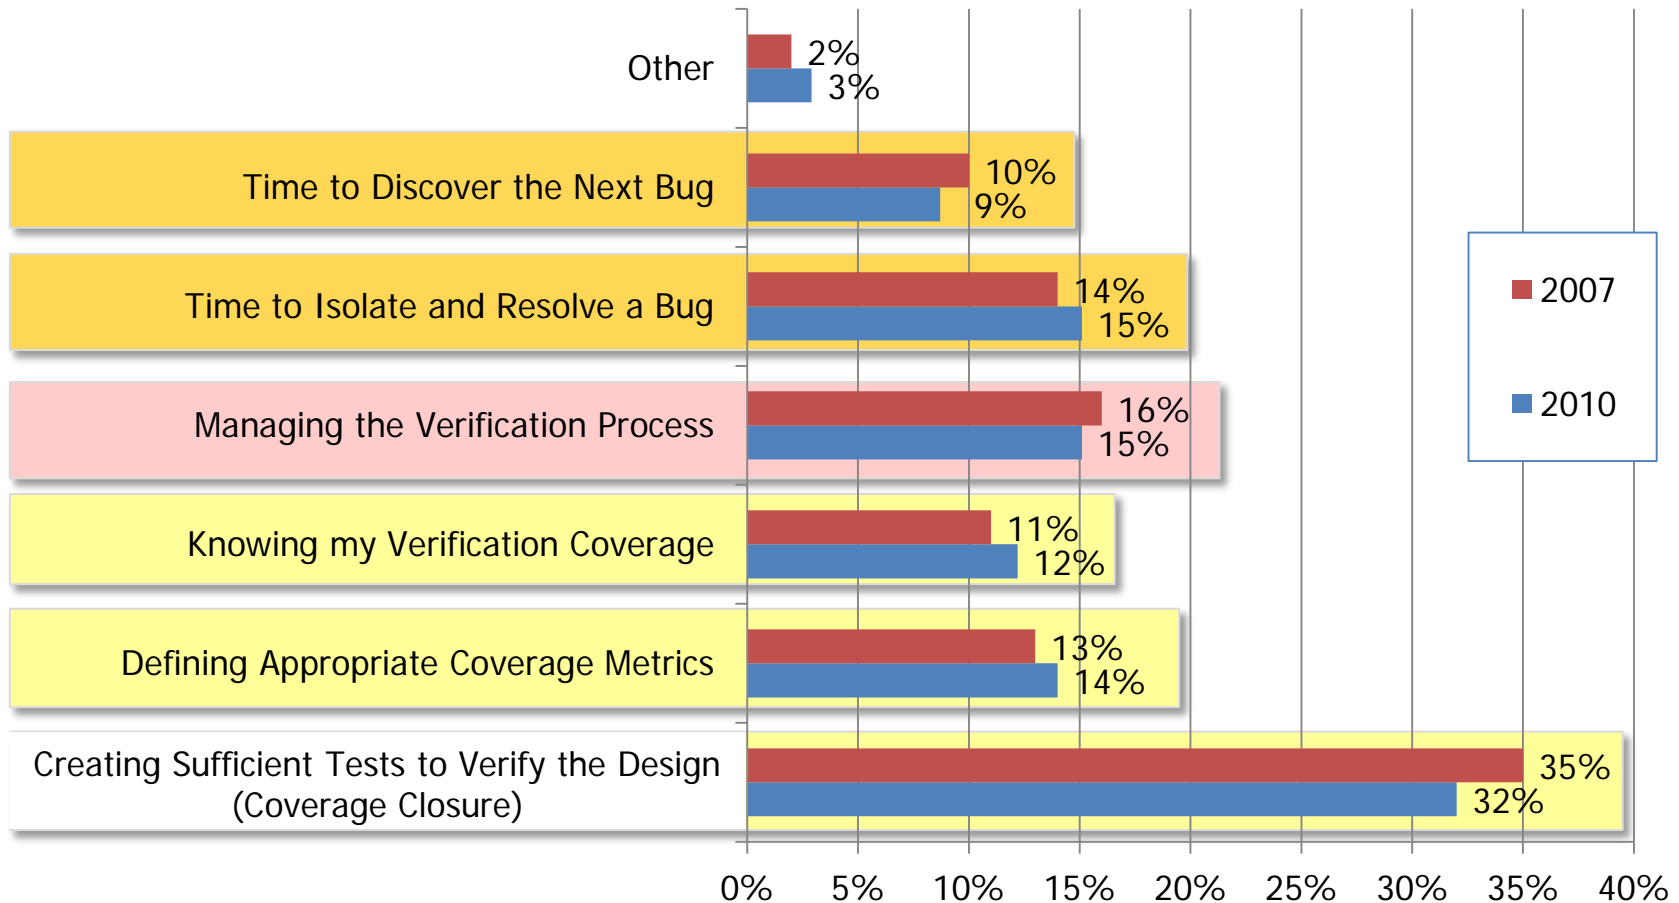 Other
2%
3%
Time to Discover the Next Bug
10%
9%
Time to Isolate and Resolve a Bug
14%
15%
Managing the Verification Process
16%
15%
Knowing my Verification Coverage
11%
12%
Defining Appropriate Coverage Metrics
13%
14%
Creating Sufficient Tests to Verify the Design
(Coverage Closure)
35%
32%
2007
2010
0% 5% 10% 15% 20% 25% 30% 35% 40%